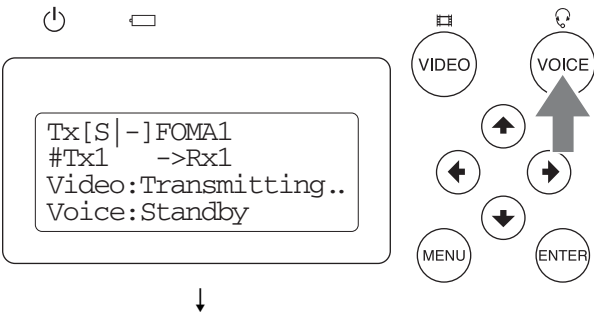 VIDEO
VOICE
Tx[S|-]FOMA1
#Tx1 ->Rx1
Video:Transmitting..
Voice:Standby
MENU
ENTER